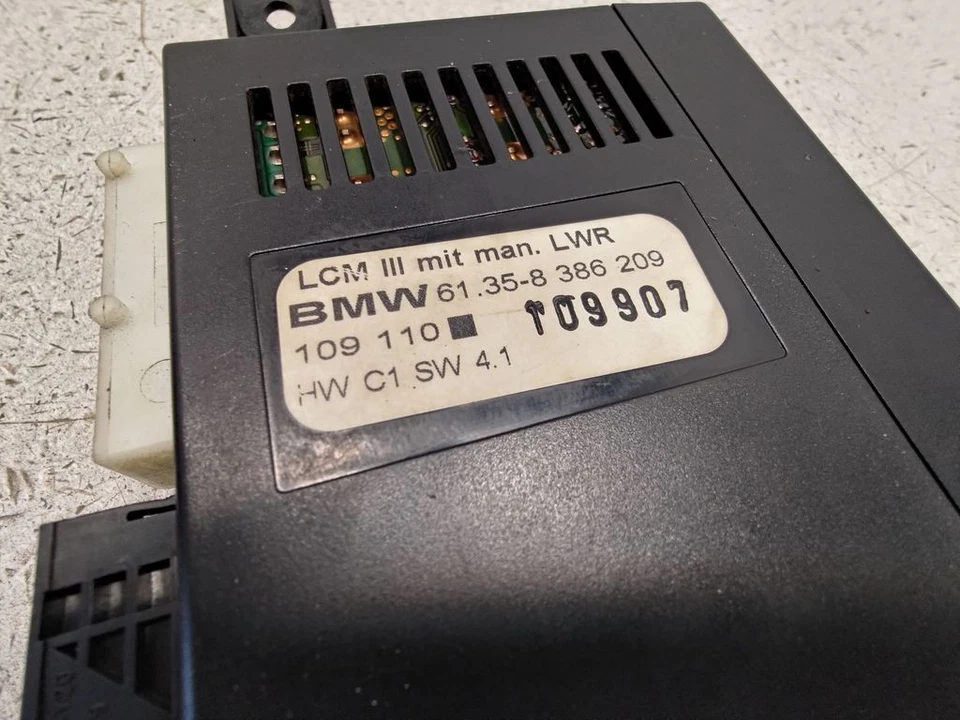 LCM III mit man. LWR
BMW 61.35-8 386 209
109 110 ■ 109907
HW C1 SW 4.1